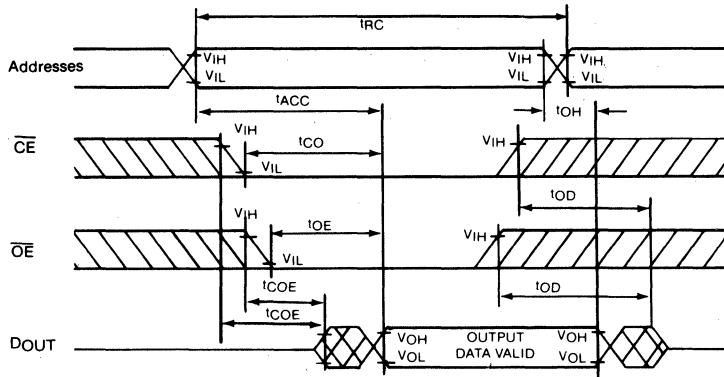 tRC
Addresses
VIH VIH VIH
VIL VIL VIL
tACC tOH
CE VIH tCO VIH
VIL
tOD
VIH
OE tOE VIH
VIL
tCOE tOD
tCOE
DOUT VOH OUTPUT VOH
VOL DATA VALID VOL